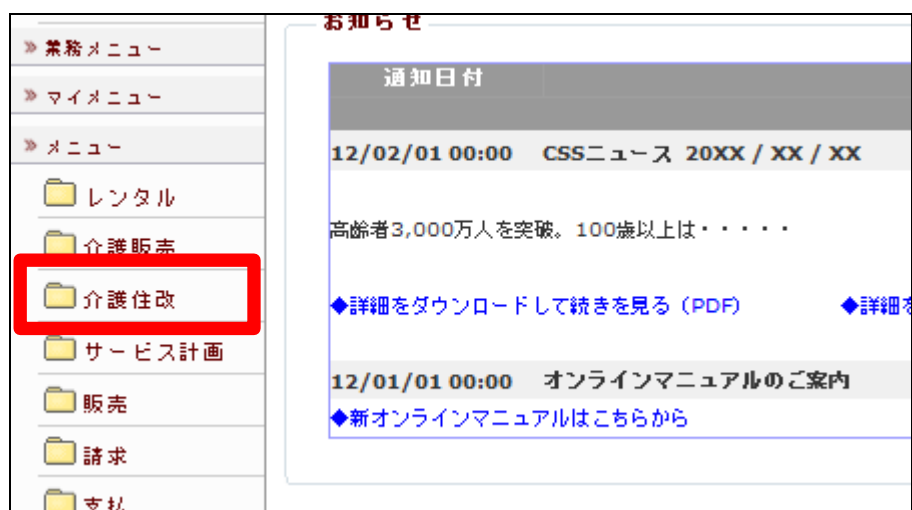 業務メニュー
マイメニュー
メニュー
レンタル
介護販売
介護住改
サービス計画
販売
請求
支払
お知らせ
通知日付
12/02/01 00:00 CSSニュース 20XX / XX / XX
高齢者3,000万人を突破。100歳以上は・・・・・
◆詳細をダウンロードして続きを見る（PDF） ◆詳細を
12/01/01 00:00 オンラインマニュアルのご案内
◆新オンラインマニュアルはこちらから